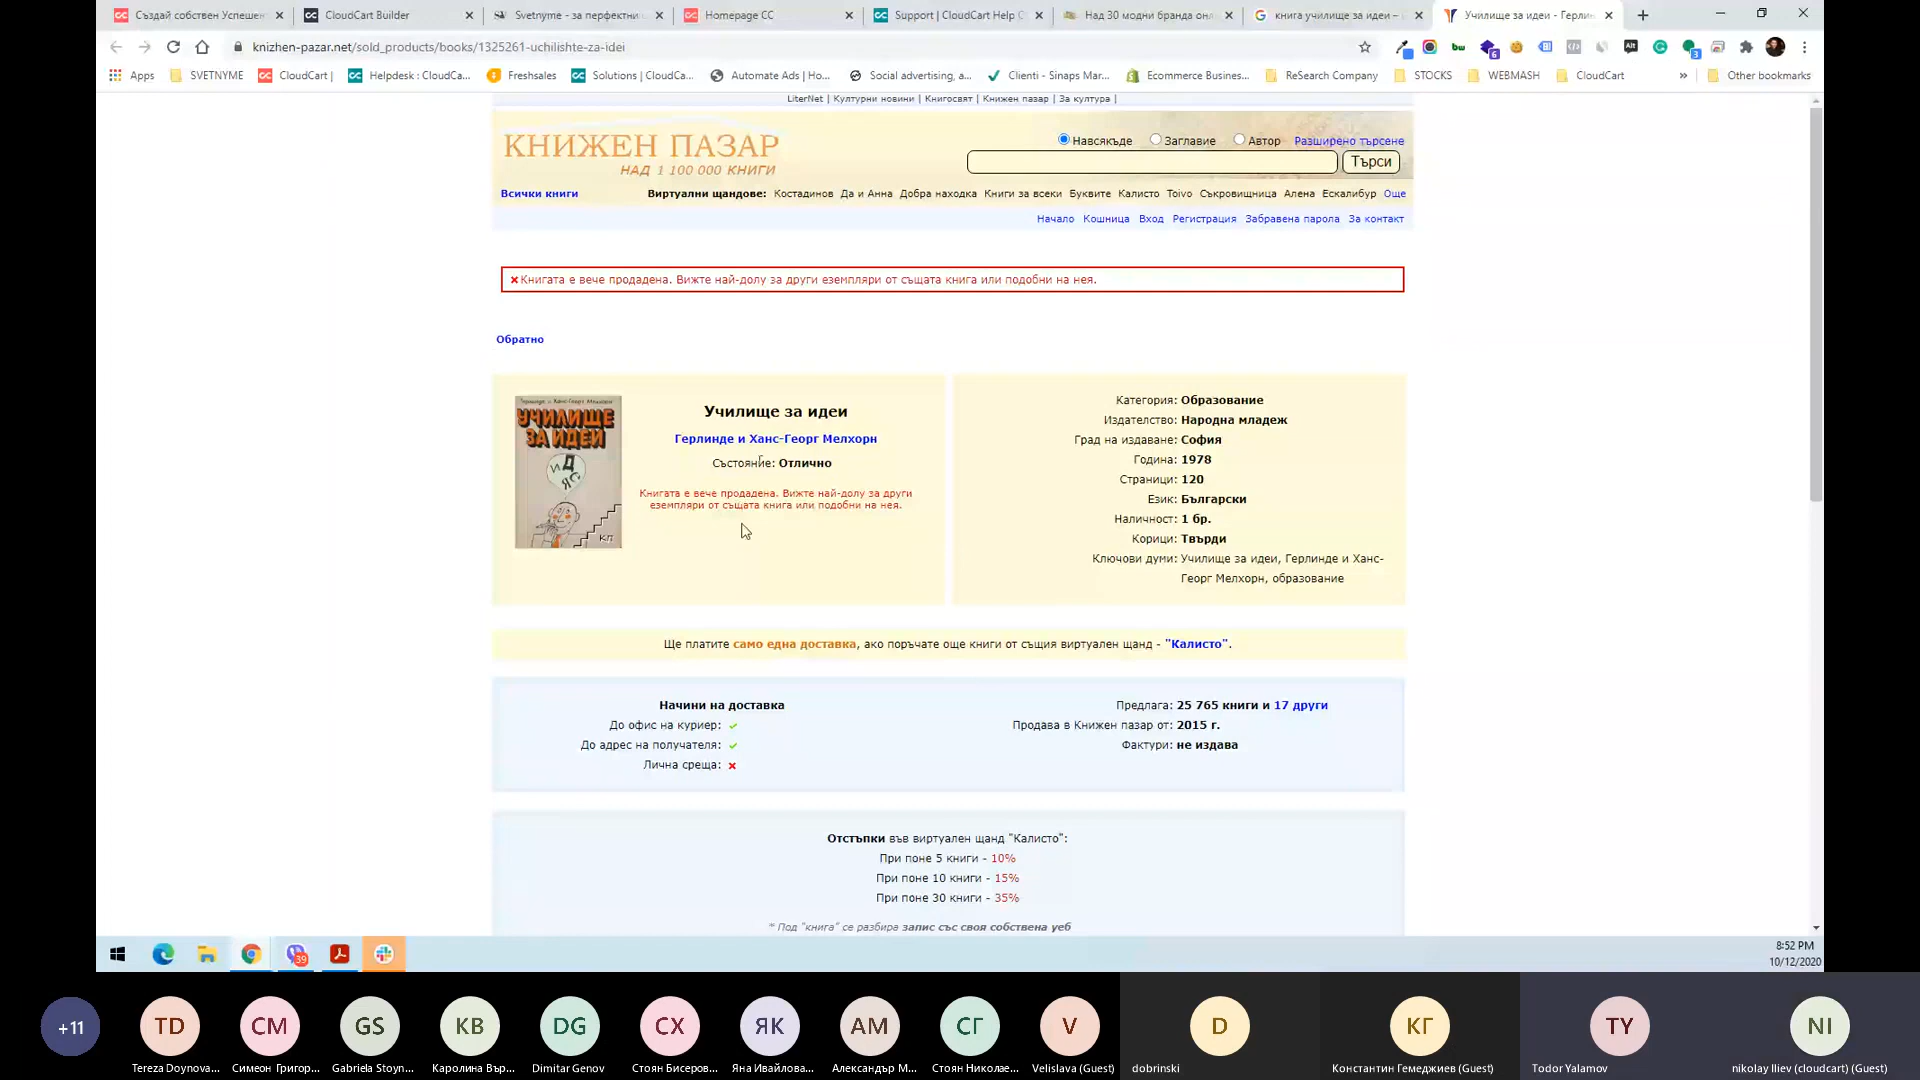 Създай собствен Успешен
CloudCart Builder
Svetnyme - за перфектни
Homepage CC
Support | CloudCart Help C
Над 30 модни бранда онл
книга училище за идеи –
Училище за идеи - Герлин
knizhen-pazar.net/sold_products/books/1325261-uchilishte-za-idei
Apps
SVETNYME
CloudCart |
Helpdesk : CloudCa...
Freshsales
Solutions | CloudCa...
Automate Ads | Ho...
Social advertising, a...
Clienti - Sinaps Mar...
Ecommerce Busines...
ReSearch Company
STOCKS
WEBMASH
CloudCart
»
Other bookmarks
LiterNet | Културни новини | Книгосвят | Книжен пазар | За култура |
КНИЖЕН ПАЗАР
НАД 1 100 000 КНИГИ
Навсякъде Заглавие Автор Разширено търсене
Търси
Всички книги
Виртуални щандове: Костадинов Да и Анна Добра находка Книги за всеки Буквите Калисто Toivo Съкровищница Алена Ескалибур Още
Начало Кошница Вход Регистрация Забравена парола За контакт
Книгата е вече продадена. Вижте най-долу за други екземпляри от същата книга или подобни на нея.
Обратно
Герлинде и Ханс-Георг Мелхорн
УЧИЛИЩЕ
ЗА ИДЕИ
Училище за идеи
Герлинде и Ханс-Георг Мелхорн
Състояние: Отлично
Книгата е вече продадена. Вижте най-долу за други
екземпляри от същата книга или подобни на нея.
Категория: Образование
Издателство: Народна младеж
Град на издаване: София
Година: 1978
Страници: 120
Език: Български
Наличност: 1 бр.
Корици: Твърди
Ключови думи: Училище за идеи, Герлинде и Ханс-
Георг Мелхорн, образование
Ще платите само една доставка, ако поръчате още книги от същия виртуален щанд - "Калисто".
Начини на доставка
До офис на куриер:
До адрес на получателя:
Лична среща:
Предлага: 25 765 книги и 17 други
Продава в Книжен пазар от: 2015 г.
Фактури: не издава
Отстъпки във виртуален щанд "Калисто":
При поне 5 книги - 10%
При поне 10 книги - 15%
При поне 30 книги - 35%
* Под "книга" се разбира запис със своя собствена уеб
39
8:52 PM
10/12/2020
+11
TD
CM
GS
KB
DG
CX
ЯК
AM
СГ
V
D
КГ
TY
NI
Tereza Doynova...
Симеон Григор...
Gabriela Stoyn...
Каролина Вър...
Dimitar Genov
Стоян Бисеров...
Яна Ивайлова...
Александър М...
Стоян Николае...
Velislava (Guest)
dobrinski
Константин Гемеджиев (Guest)
Todor Yalamov
nikolay Iliev (cloudcart) (Guest)